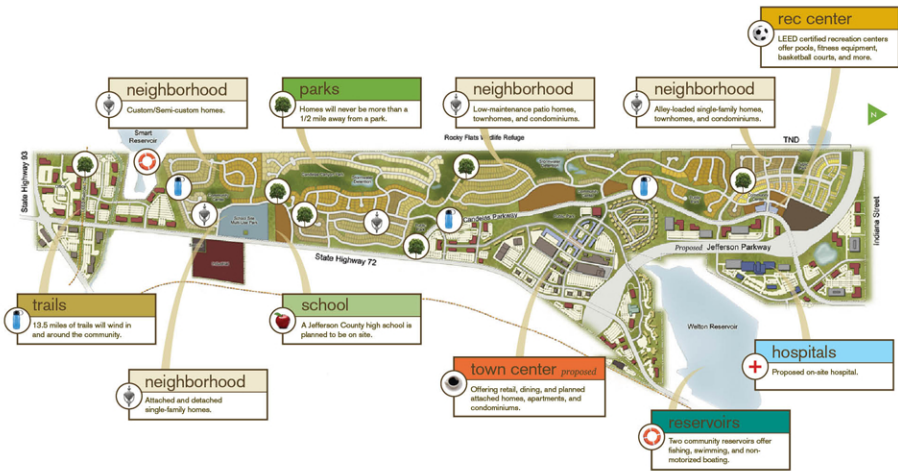 rec center
LEED certified recreation centers
offer pools, fitness equipment,
basketball courts, and more.
neighborhood
Custom/Semi-custom homes.
parks
Homes will never be more than a
1/2 mile away from a park.
neighborhood
Low-maintenance patio homes,
townhomes, and condominiums.
neighborhood
Alley-loaded single-family homes,
townhomes, and condominiums.
N
Smart
Reservoir
Rocky Flats Wildlife Refuge
TND
State Highway 93
Candelas Parkway
State Highway 72
Proposed Jefferson Parkway
Indiana Street
Welton Reservoir
trails
13.5 miles of trails will wind in
and around the community.
school
A Jefferson County high school is
planned to be on site.
neighborhood
Attached and detached
single-family homes.
town center proposed
Offering retail, dining, and planned
attached homes, apartments, and
condominiums.
hospitals
Proposed on-site hospital.
reservoirs
Two community reservoirs offer
fishing, swimming, and non-
motorized boating.